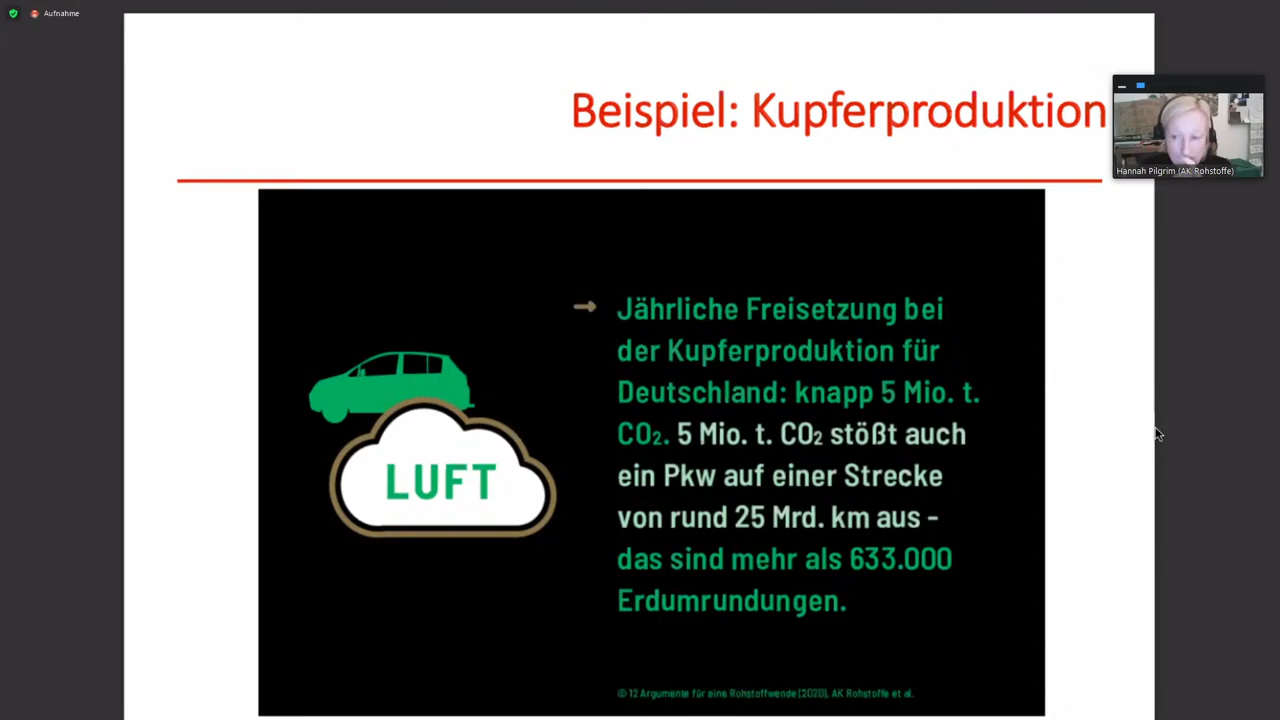 Aufnahme
Beispiel: Kupferproduktion
Hannah Pilgrim (AK Rohstoffe)
LUFT
→ Jährliche Freisetzung bei
der Kupferproduktion für
Deutschland: knapp 5 Mio. t.
CO₂. 5 Mio. t. CO₂ stößt auch
ein Pkw auf einer Strecke
von rund 25 Mrd. km aus -
das sind mehr als 633.000
Erdumrundungen.
© 12 Argumente für eine Rohstoffwende (2020), AK Rohstoffe et al.